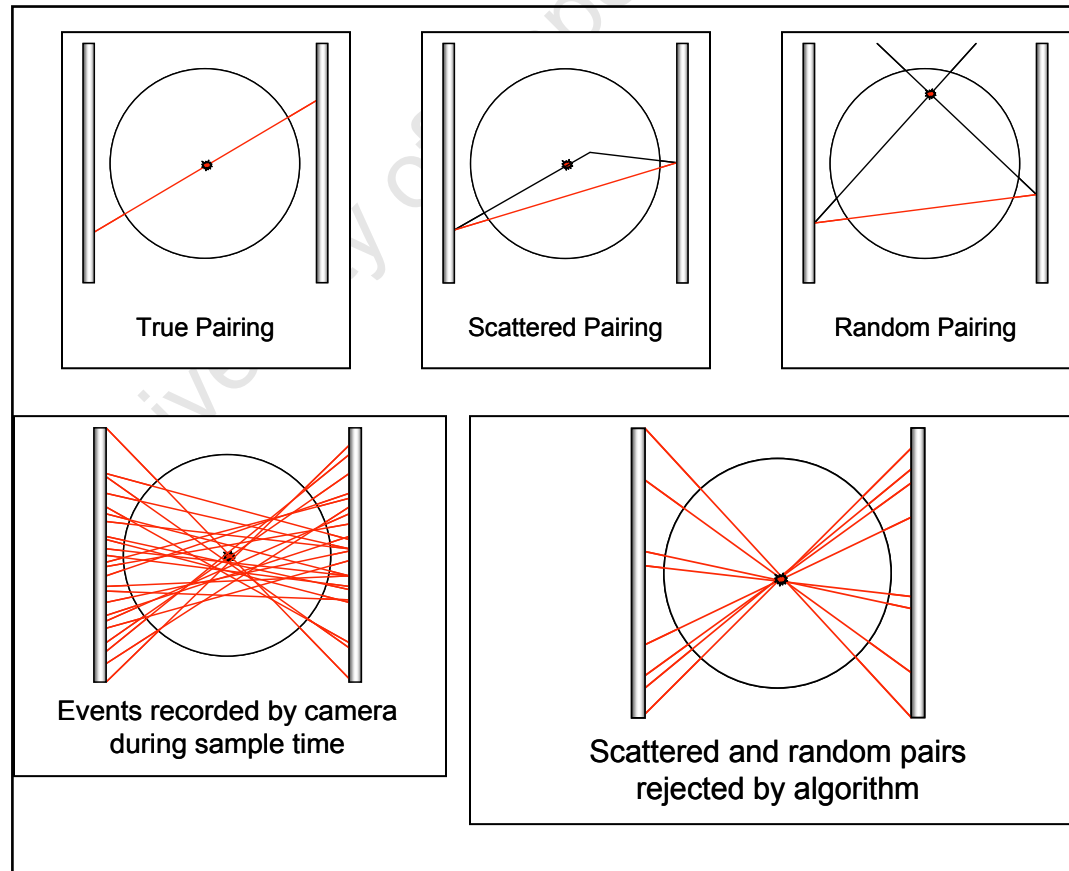 True Pairing
Scattered Pairing
Random Pairing
Events recorded by camera
during sample time
Scattered and random pairs
rejected by algorithm